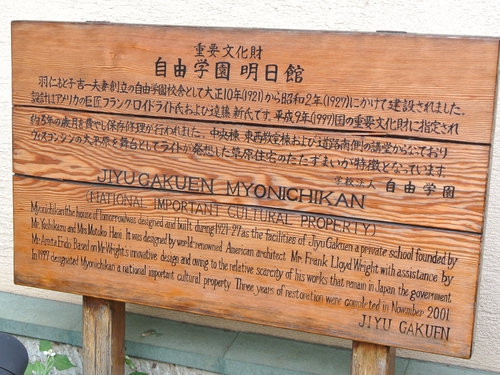 重要文化財
自由学園 明日館
羽仁もと子吉一夫妻創立の自由学園校舎として大正10年(1921)から昭和2年(1927)にかけて建設されました。
設計はアメリカの巨匠フランクロイドライト氏および遠藤新氏です。平成9年(1997)国の重要文化財に指定され
約3年の歳月を費やし保存修理が行われました。中央棟、東西教室棟および道路南側の講堂からなっており
ウィスコンシンの大平原を舞台としてライトが発想した草原住宅のたたずまいが特徴となっています。
学校法人 自由学園
JIYU GAKUEN MYONICHIKAN
(NATIONAL IMPORTANT CULTURAL PROPERTY)
Myonichikan(the house of tomorrow)was designed and built during 1921-27 as the facilities of Jiyu Gakuen a private school founded by
Mr. Yoshikazu and Mrs. Motoko Hani. It was designed by world-renowned American architect Mr. Frank Lloyd Wright with assistance by
Mr. Arata Endo. Based on Mr. Wright's innovative design and owing to the relative scarcity of his works that remain in Japan the government
In 1997 designated Myonichikan a national important cultural property. Three years of restoration were completed in November 2001
JIYU GAKUEN